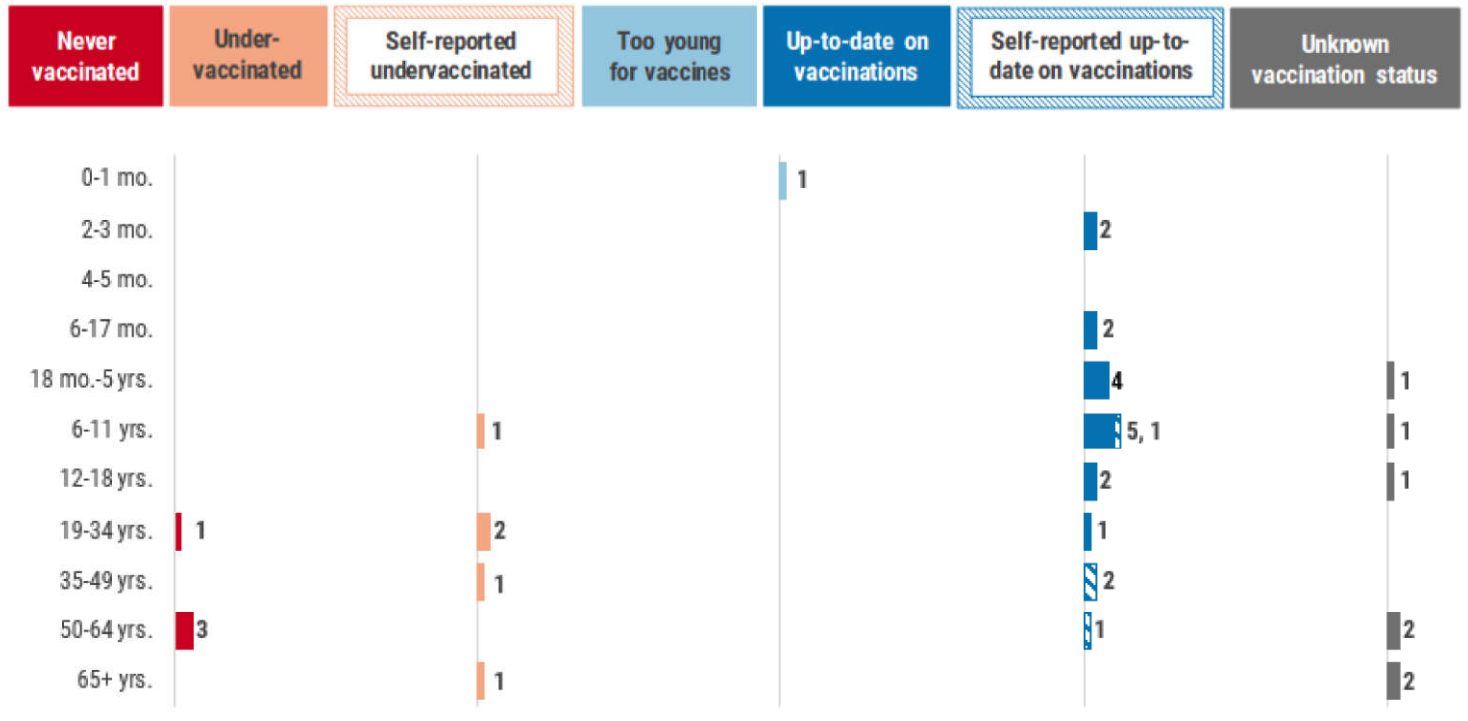 Never vaccinated
Under-vaccinated
Self-reported undervaccinated
Too young for vaccines
Up-to-date on vaccinations
Self-reported up-to-date on vaccinations
Unknown vaccination status
0-1 mo. 1
2-3 mo. 2
4-5 mo.
6-17 mo. 2
18 mo.-5 yrs. 4 1
6-11 yrs. 1 5, 1 1
12-18 yrs. 2 1
19-34 yrs. 1 2 1
35-49 yrs. 1 2
50-64 yrs. 3 1 2
65+ yrs. 1 2